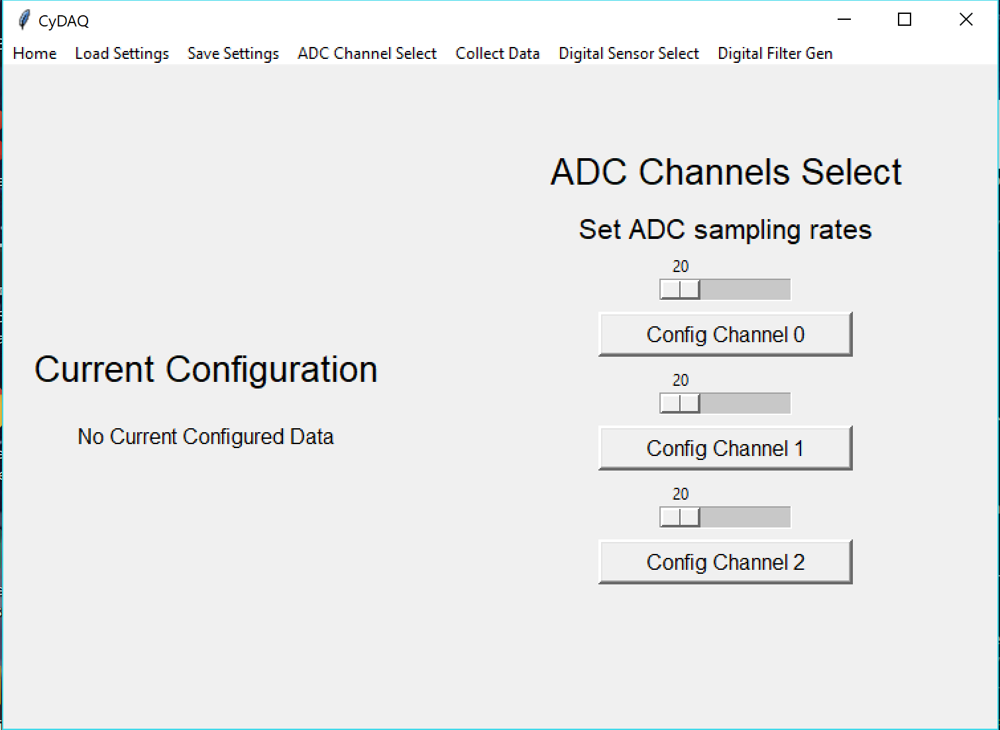 CyDAQ
Home Load Settings Save Settings ADC Channel Select Collect Data Digital Sensor Select Digital Filter Gen
Current Configuration
No Current Configured Data
ADC Channels Select
Set ADC sampling rates
20
Config Channel 0
20
Config Channel 1
20
Config Channel 2